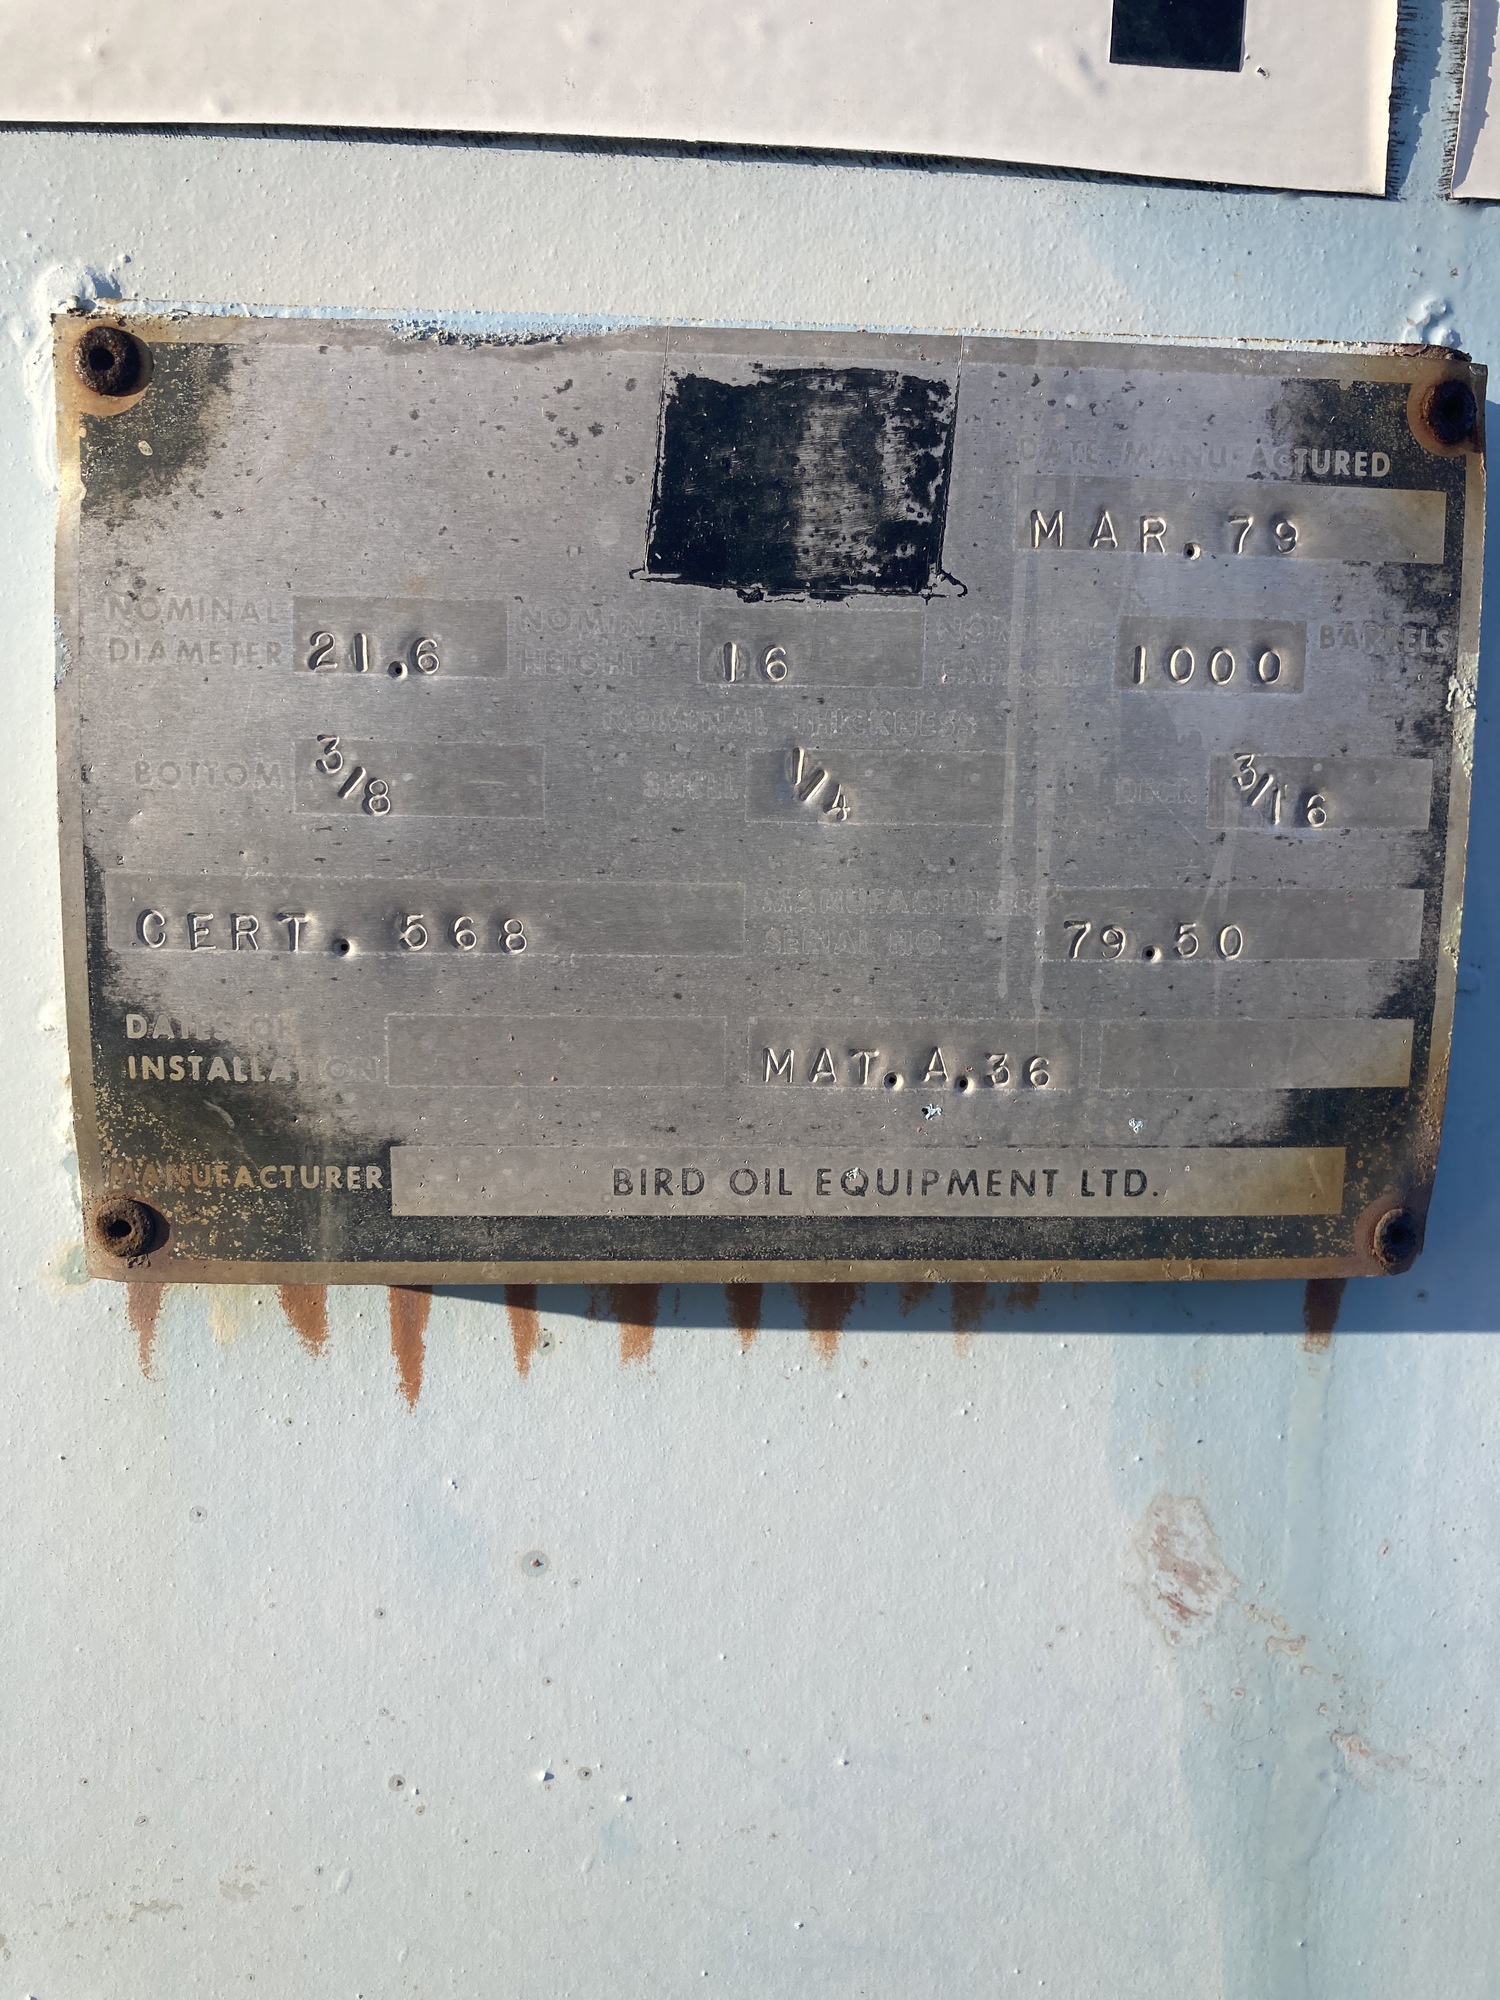 DATE MANUFACTURED
MAR. 79
NOMINAL DIAMETER 21.6 NOMINAL HEIGHT 16 NOMINAL CAPACITY 1000 BARRELS
NOMINAL THICKNESS
BOTTOM 3/8 SHELL 1/4 DECK 3/16
CERT. 568 MANUFACTURER SERIAL NO. 79.50
DATE OF INSTALLATION MAT. A.36
MANUFACTURER BIRD OIL EQUIPMENT LTD.